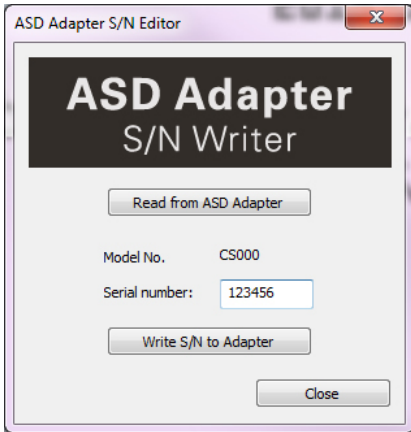 ASD Adapter S/N Editor
ASD Adapter
S/N Writer
Read from ASD Adapter
Model No. CS000
Serial number: 123456
Write S/N to Adapter
Close